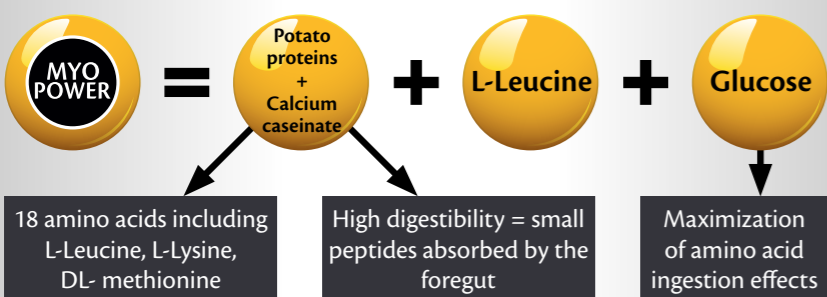 MYO
POWER
=
Potato
proteins
+
Calcium
caseinate
+
L-Leucine
+
Glucose
18 amino acids including
L-Leucine, L-Lysine,
DL- methionine
High digestibility = small
peptides absorbed by the
foregut
Maximization
of amino acid
ingestion effects